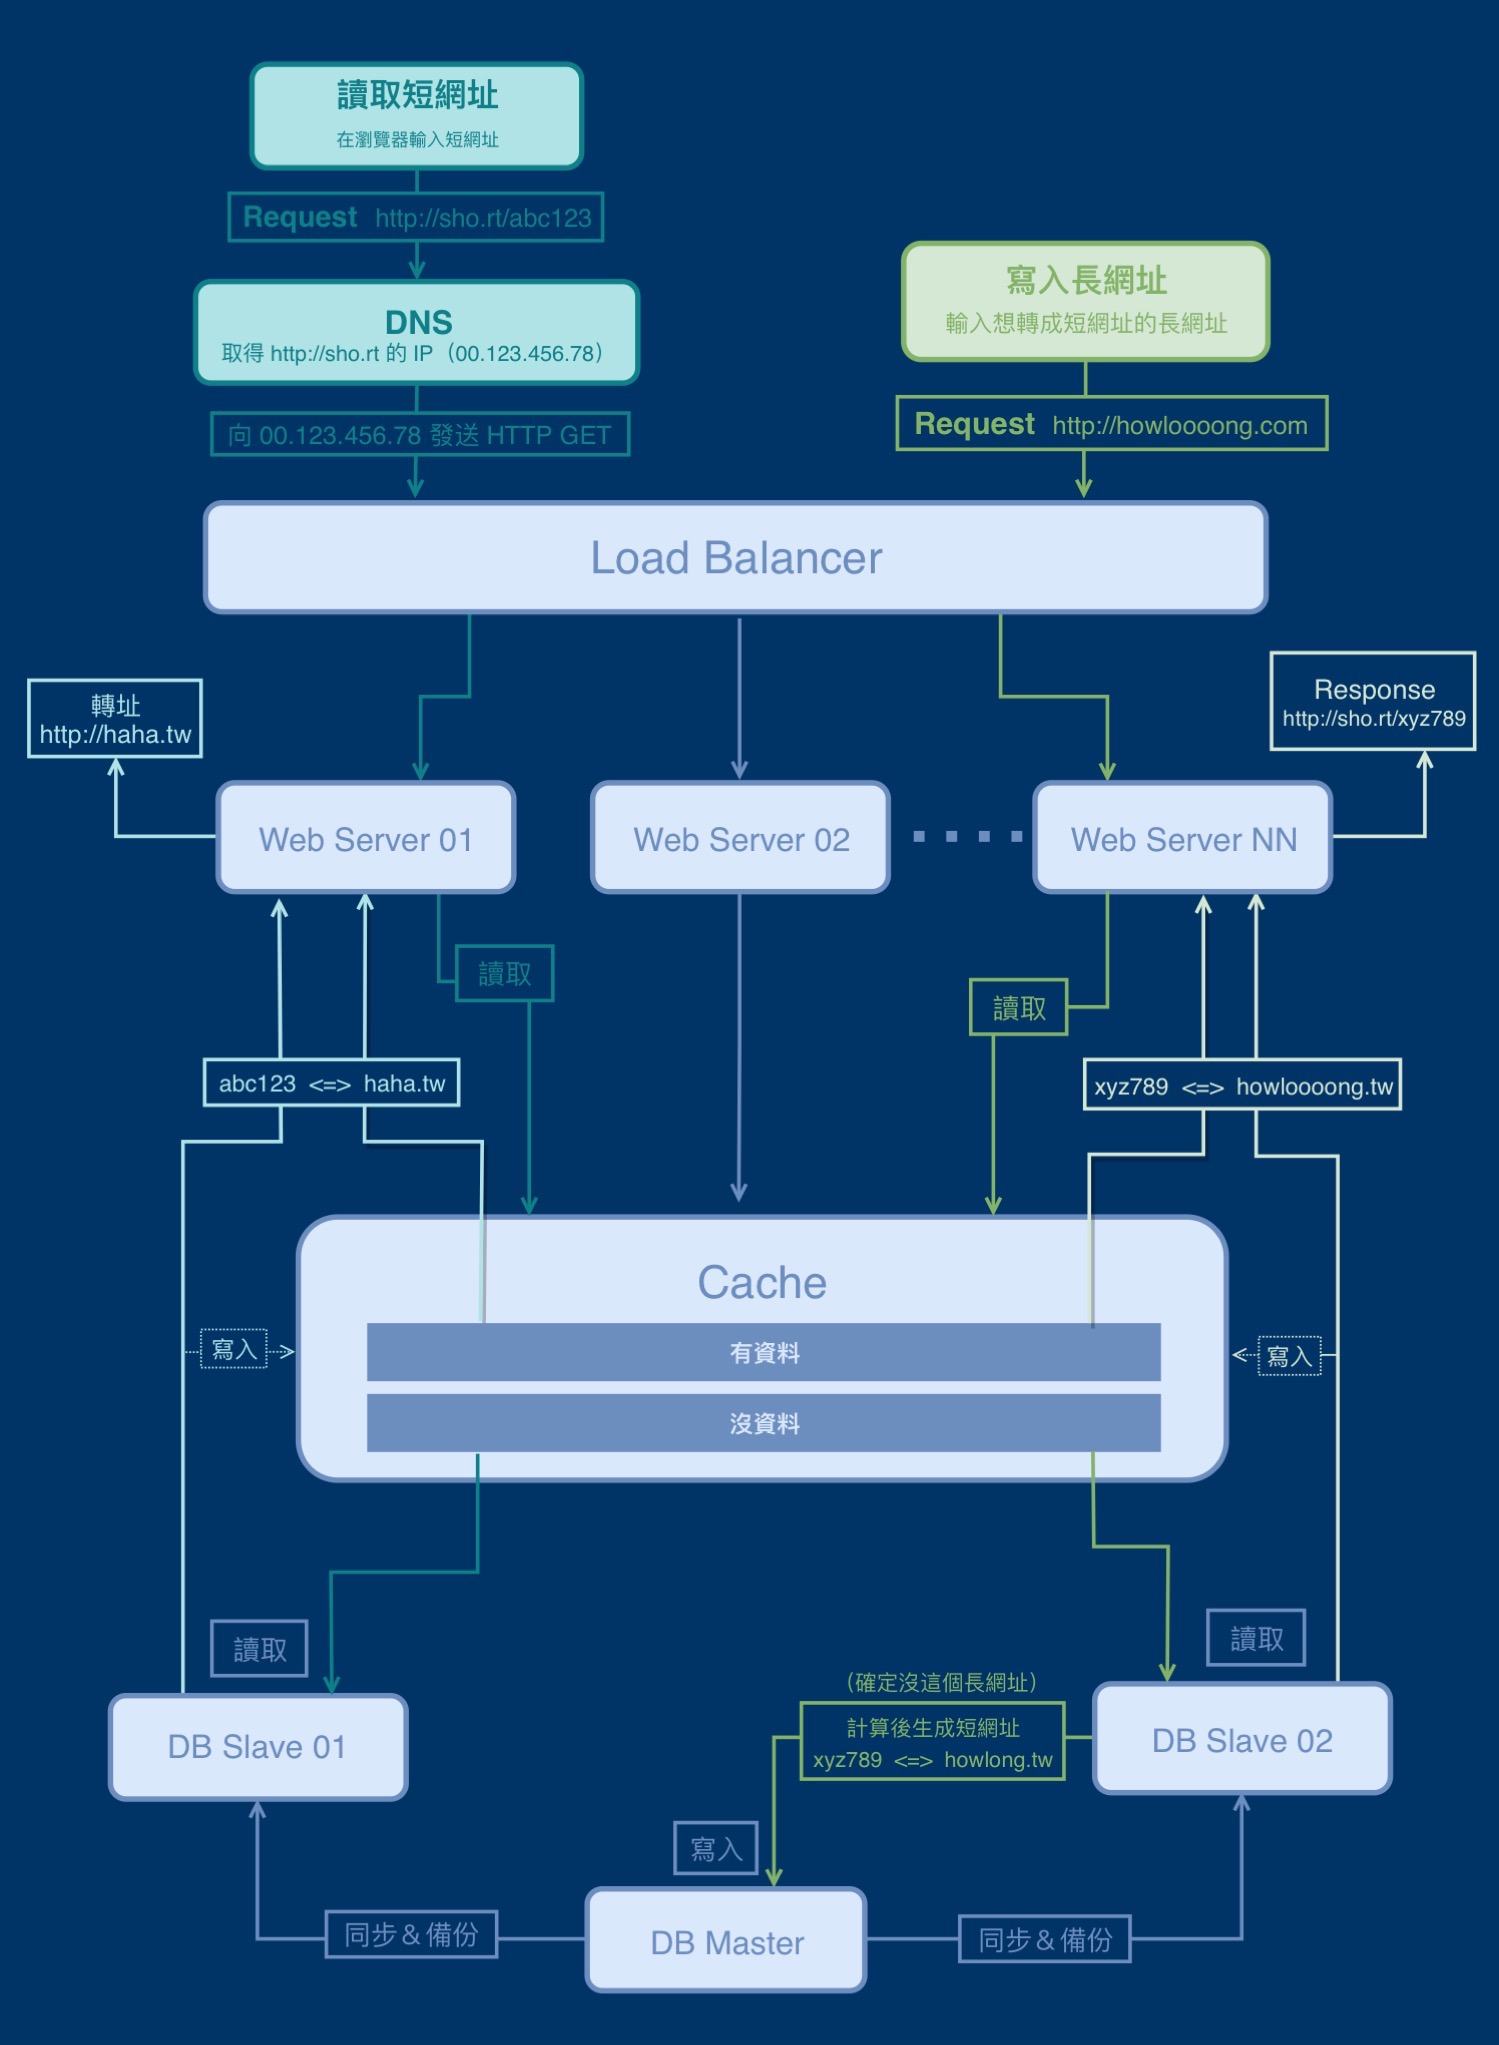 讀取短網址
在瀏覽器輸入短網址
Request http://sho.rt/abc123
DNS
取得 http://sho.rt 的 IP（00.123.456.78）
向 00.123.456.78 發送 HTTP GET
寫入長網址
輸入想轉成短網址的長網址
Request http://howloooong.com
Load Balancer
轉址
http://haha.tw
Response
http://sho.rt/xyz789
Web Server 01
Web Server 02
Web Server NN
讀取
讀取
abc123 <=> haha.tw
xyz789 <=> howloooong.tw
Cache
寫入
有資料
寫入
沒資料
讀取
讀取
（確定沒這個長網址）
計算後生成短網址
xyz789 <=> howlong.tw
DB Slave 01
DB Slave 02
寫入
同步＆備份
DB Master
同步＆備份